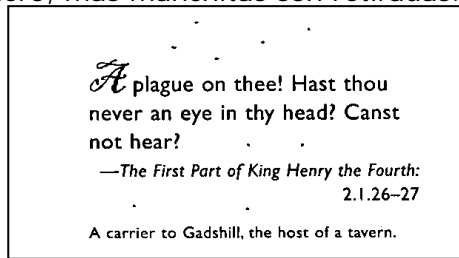 A plague on thee! Hast thou
never an eye in thy head? Canst
not hear?
—The First Part of King Henry the Fourth:
2.1.26–27
A carrier to Gadshill, the host of a tavern.